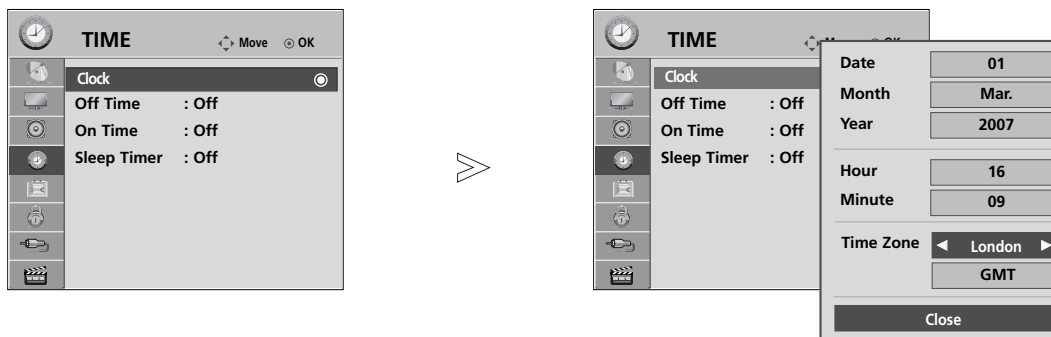 TIME Move OK
Clock
Off Time : Off
On Time : Off
Sleep Timer : Off
TIME
Clock
Off Time : Off
On Time : Off
Sleep Timer : Off
Date 01
Month Mar.
Year 2007
Hour 16
Minute 09
Time Zone ◄ London ►
GMT
Close